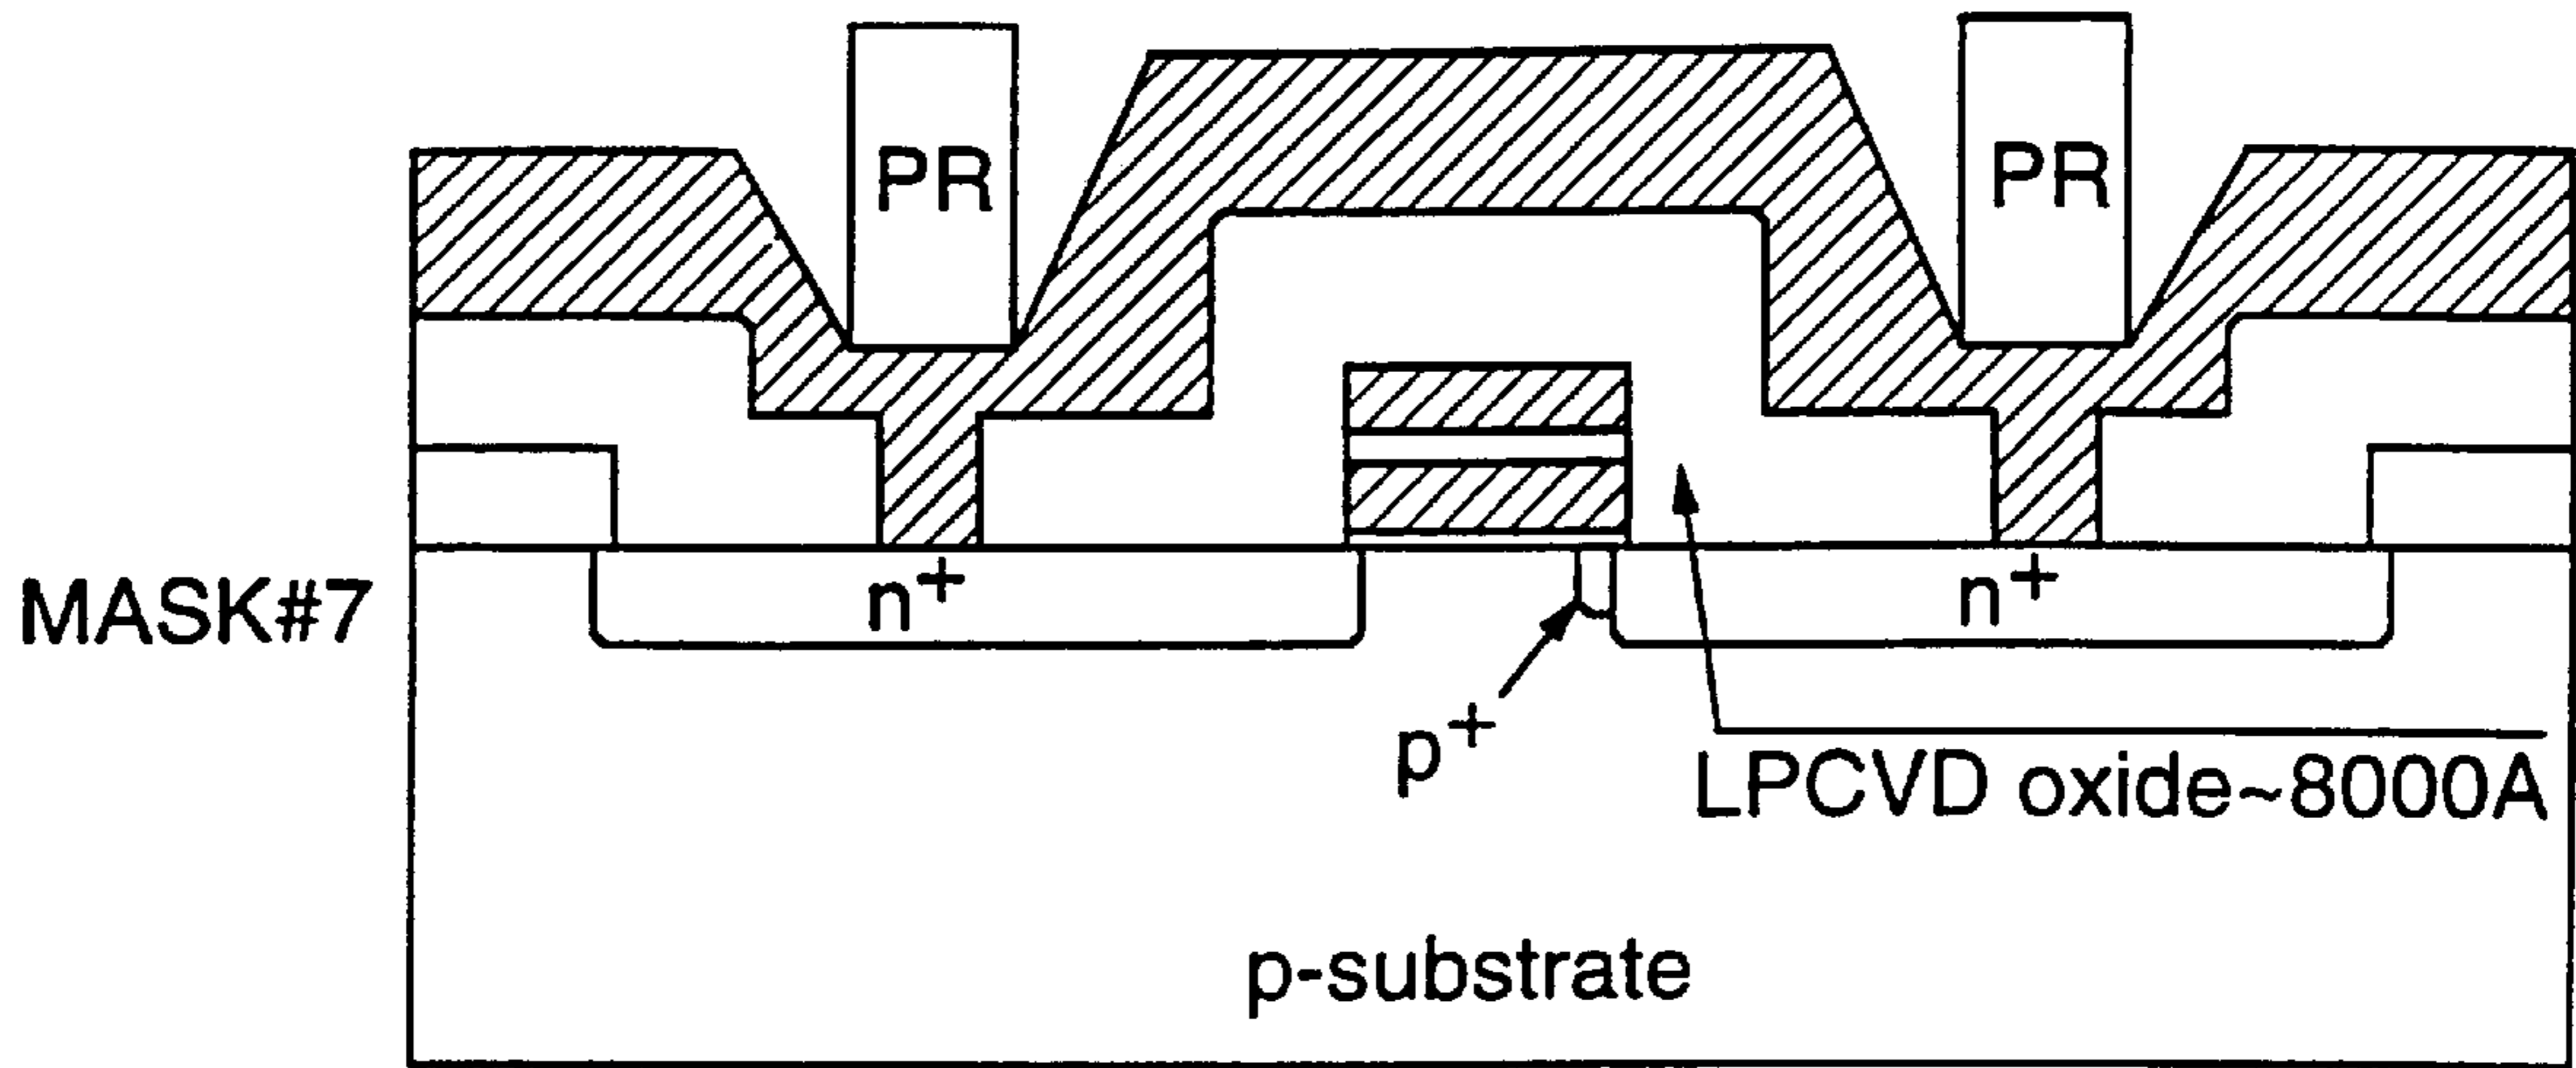 PR
PR
MASK#7
n+
n+
p+
LPCVD oxide~8000A
p-substrate